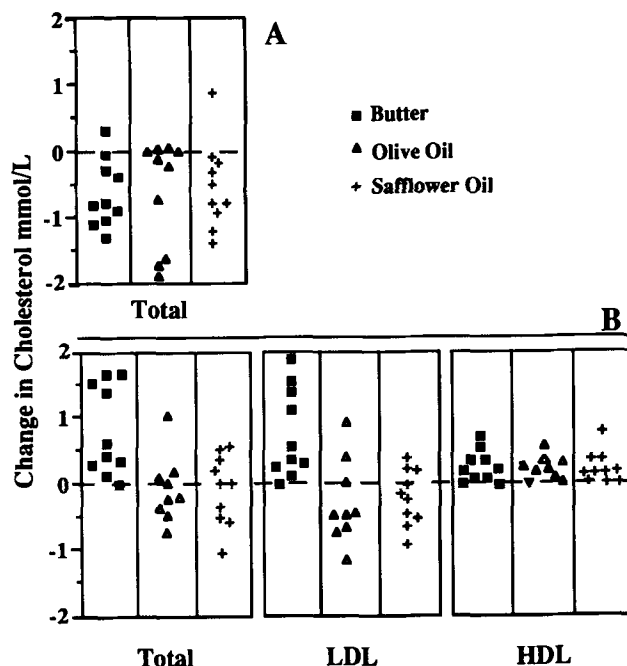 A
2
1
0
-1
-2
Total
■ Butter
▲ Olive Oil
+ Safflower Oil
Change in Cholesterol mmol/L
B
2
1
0
-1
-2
Total LDL HDL